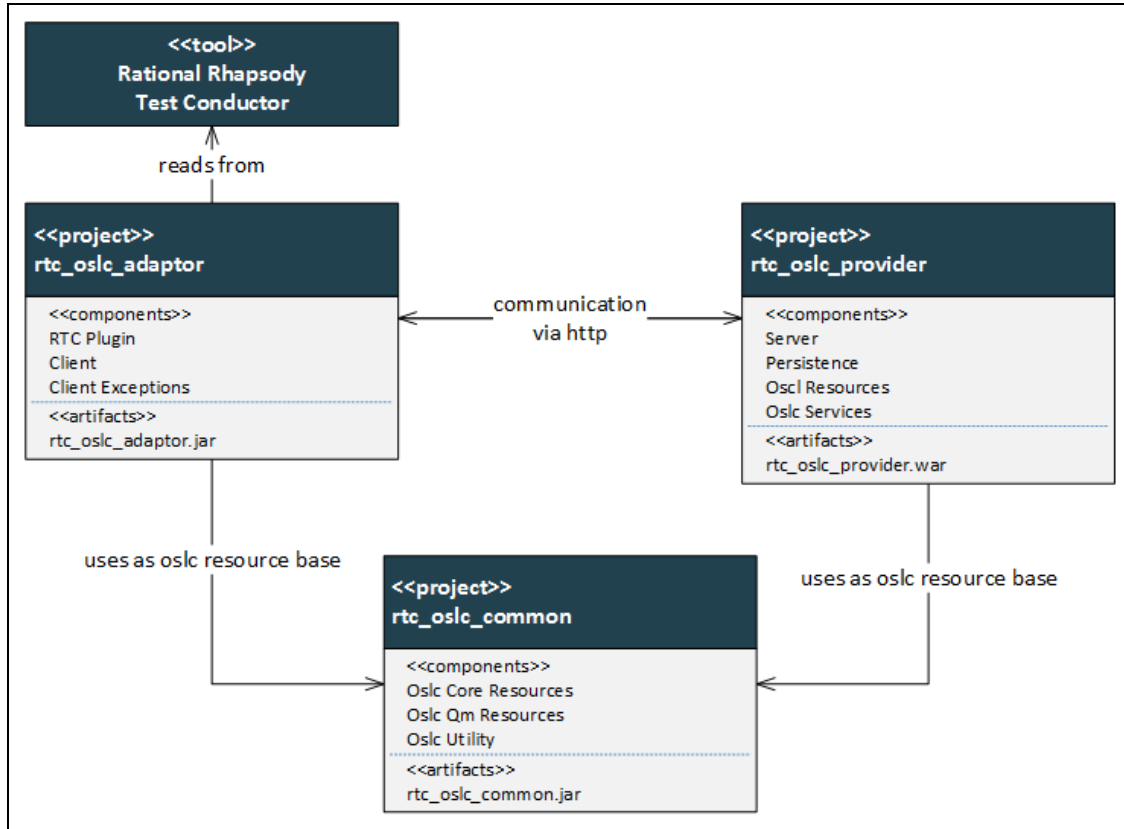 <<tool>>
Rational Rhapsody
Test Conductor
reads from
<<project>>
rtc_oslc_adaptor
<<components>>
RTC Plugin
Client
Client Exceptions
<<artifacts>>
rtc_oslc_adaptor.jar
communication
via http
<<project>>
rtc_oslc_provider
<<components>>
Server
Persistence
Oscl Resources
Oslc Services
<<artifacts>>
rtc_oslc_provider.war
uses as oslc resource base
uses as oslc resource base
<<project>>
rtc_oslc_common
<<components>>
Oslc Core Resources
Oslc Qm Resources
Oslc Utility
<<artifacts>>
rtc_oslc_common.jar